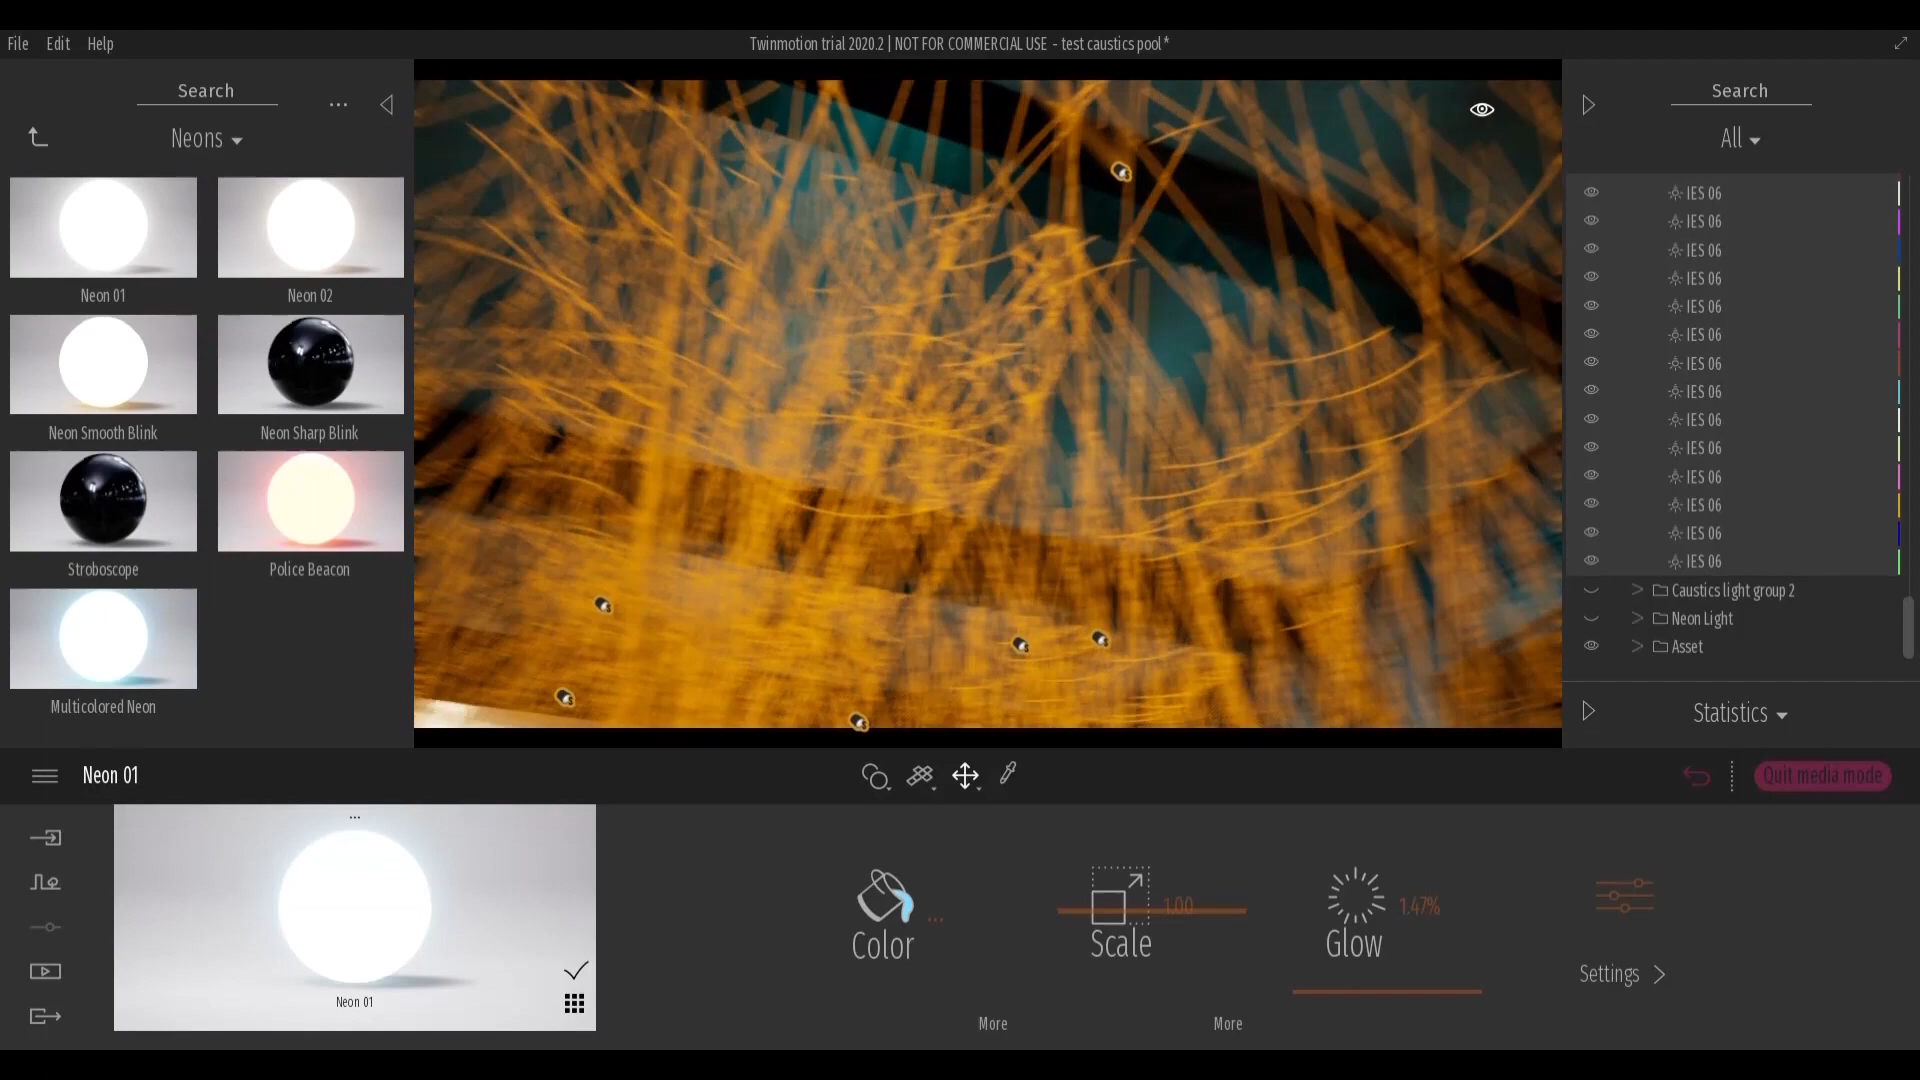 File Edit Help
Twinmotion trial 2020.2 | NOT FOR COMMERCIAL USE - test caustics pool*
Search
...
Neons
Neon 01
Neon 02
Neon Smooth Blink
Neon Sharp Blink
Stroboscope
Police Beacon
Multicolored Neon
Search
All
IES 06
IES 06
IES 06
IES 06
IES 06
IES 06
IES 06
IES 06
IES 06
IES 06
IES 06
IES 06
IES 06
IES 06
> Caustics light group 2
> Neon Light
> Asset
Statistics
Neon 01
Quit media mode
...
Neon 01
...
Color
More
1.00
Scale
More
1.47%
Glow
Settings >